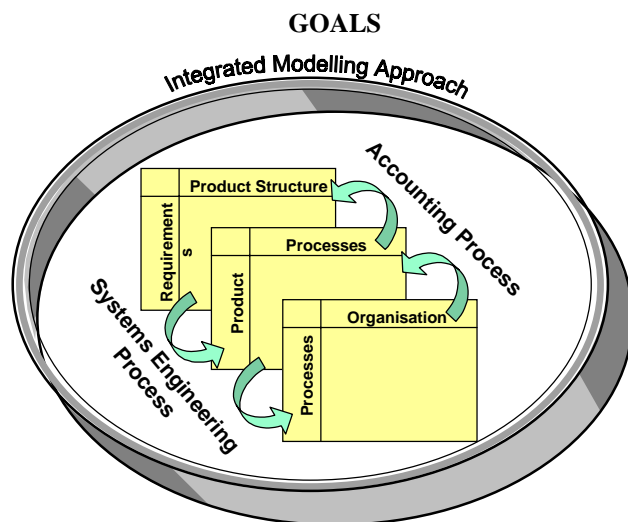 GOALS
Integrated Modelling Approach
Accounting Process
Product Structure
Requirement
s
Processes
Product
Organisation
Processes
Systems Engineering
Process